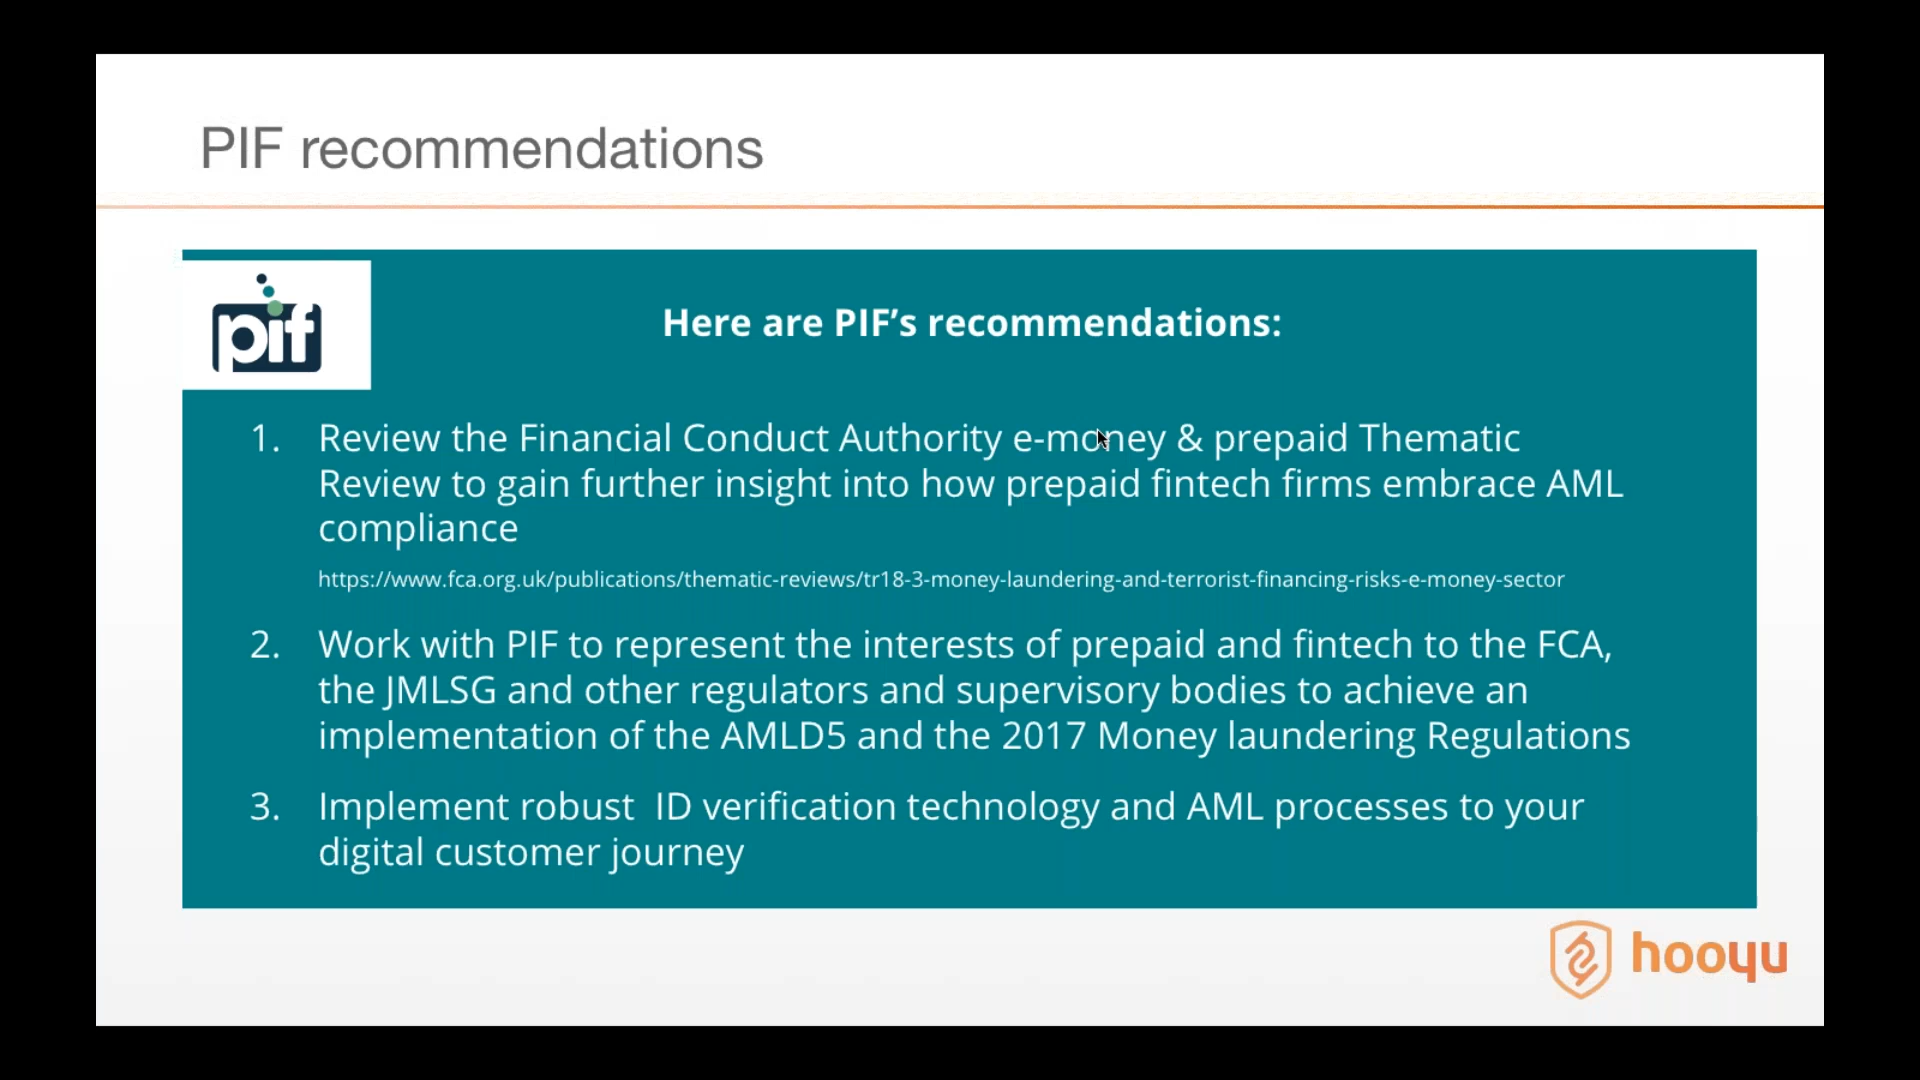 PIF recommendations
pif
Here are PIF’s recommendations:
1. Review the Financial Conduct Authority e-money & prepaid Thematic
Review to gain further insight into how prepaid fintech firms embrace AML
compliance
https://www.fca.org.uk/publications/thematic-reviews/tr18-3-money-laundering-and-terrorist-financing-risks-e-money-sector
2. Work with PIF to represent the interests of prepaid and fintech to the FCA,
the JMLSG and other regulators and supervisory bodies to achieve an
implementation of the AMLD5 and the 2017 Money laundering Regulations
3. Implement robust  ID verification technology and AML processes to your
digital customer journey
hooyu